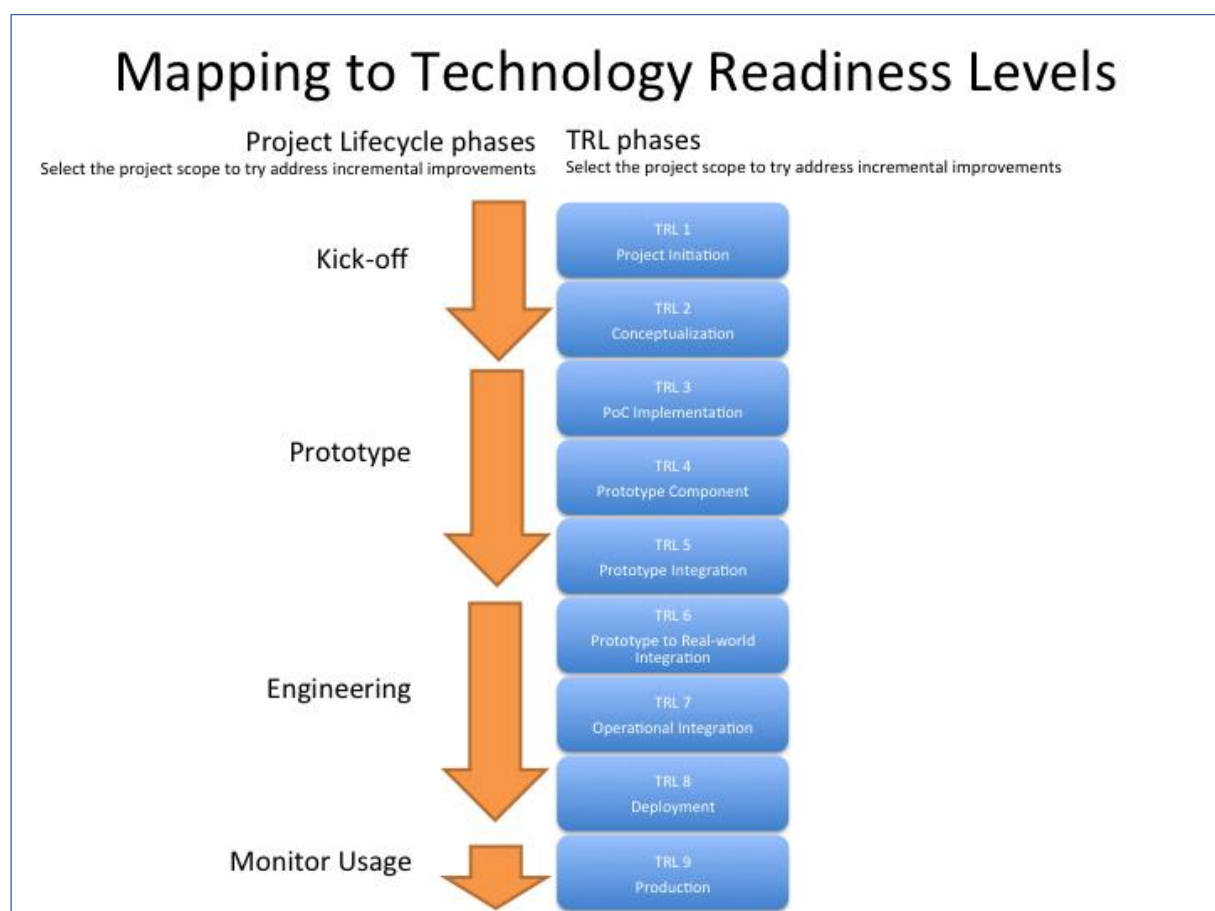 Mapping to Technology Readiness Levels
Project Lifecycle phases
Select the project scope to try address incremental improvements
TRL phases
Select the project scope to try address incremental improvements
Kick-off
TRL 1
Project Initiation
TRL 2
Conceptualization
Prototype
TRL 3
PoC Implementation
TRL 4
Prototype Component
TRL 5
Prototype Integration
Engineering
TRL 6
Prototype to Real-world
Integration
TRL 7
Operational Integration
TRL 8
Deployment
Monitor Usage
TRL 9
Production